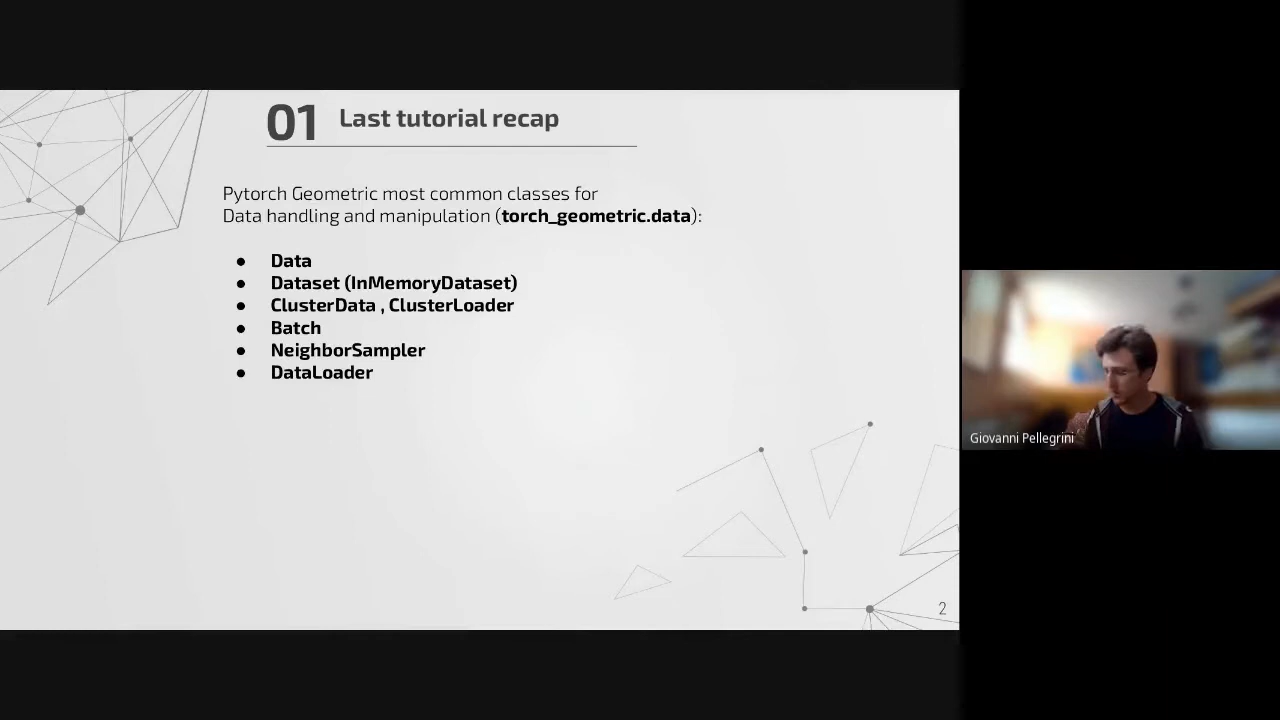 01 Last tutorial recap
Pytorch Geometric most common classes for
Data handling and manipulation (torch_geometric.data):
● Data
● Dataset (InMemoryDataset)
● ClusterData , ClusterLoader
● Batch
● NeighborSampler
● DataLoader
Giovanni Pellegrini
2